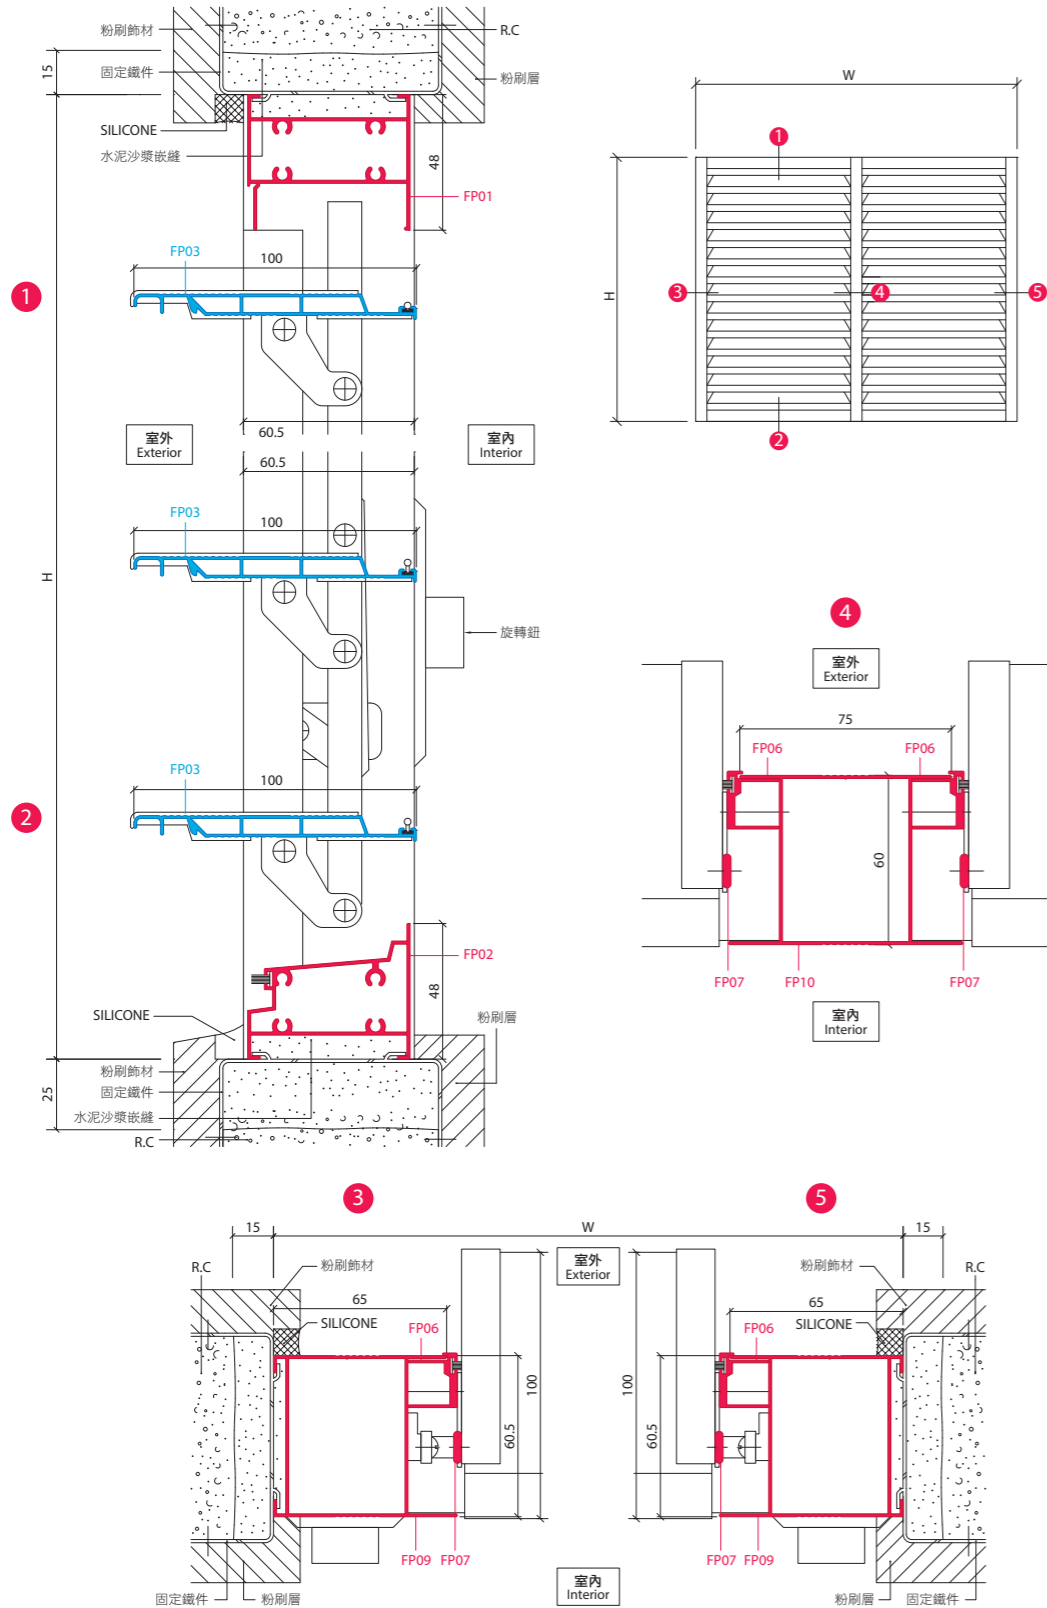 粉刷飾材
R.C
15
固定鐵件
粉刷層
SILICONE
水泥沙漿嵌縫
48
FP01
FP03
100
1
60.5
室外
Exterior
室內
Interior
60.5
FP03
100
H
旋轉鈕
FP03
100
2
FP02
48
SILICONE
粉刷層
粉刷飾材
固定鐵件
25
水泥沙漿嵌縫
R.C
W
1
H
3
4
5
2
4
室外
Exterior
75
FP06
FP06
60
FP07
FP10
FP07
室內
Interior
3
5
15
W
15
R.C
粉刷飾材
室外
Exterior
粉刷飾材
R.C
65
65
SILICONE
FP06
FP06
SILICONE
100
60.5
100
60.5
FP09
FP07
FP07
FP09
室內
Interior
固定鐵件
粉刷層
粉刷層
固定鐵件